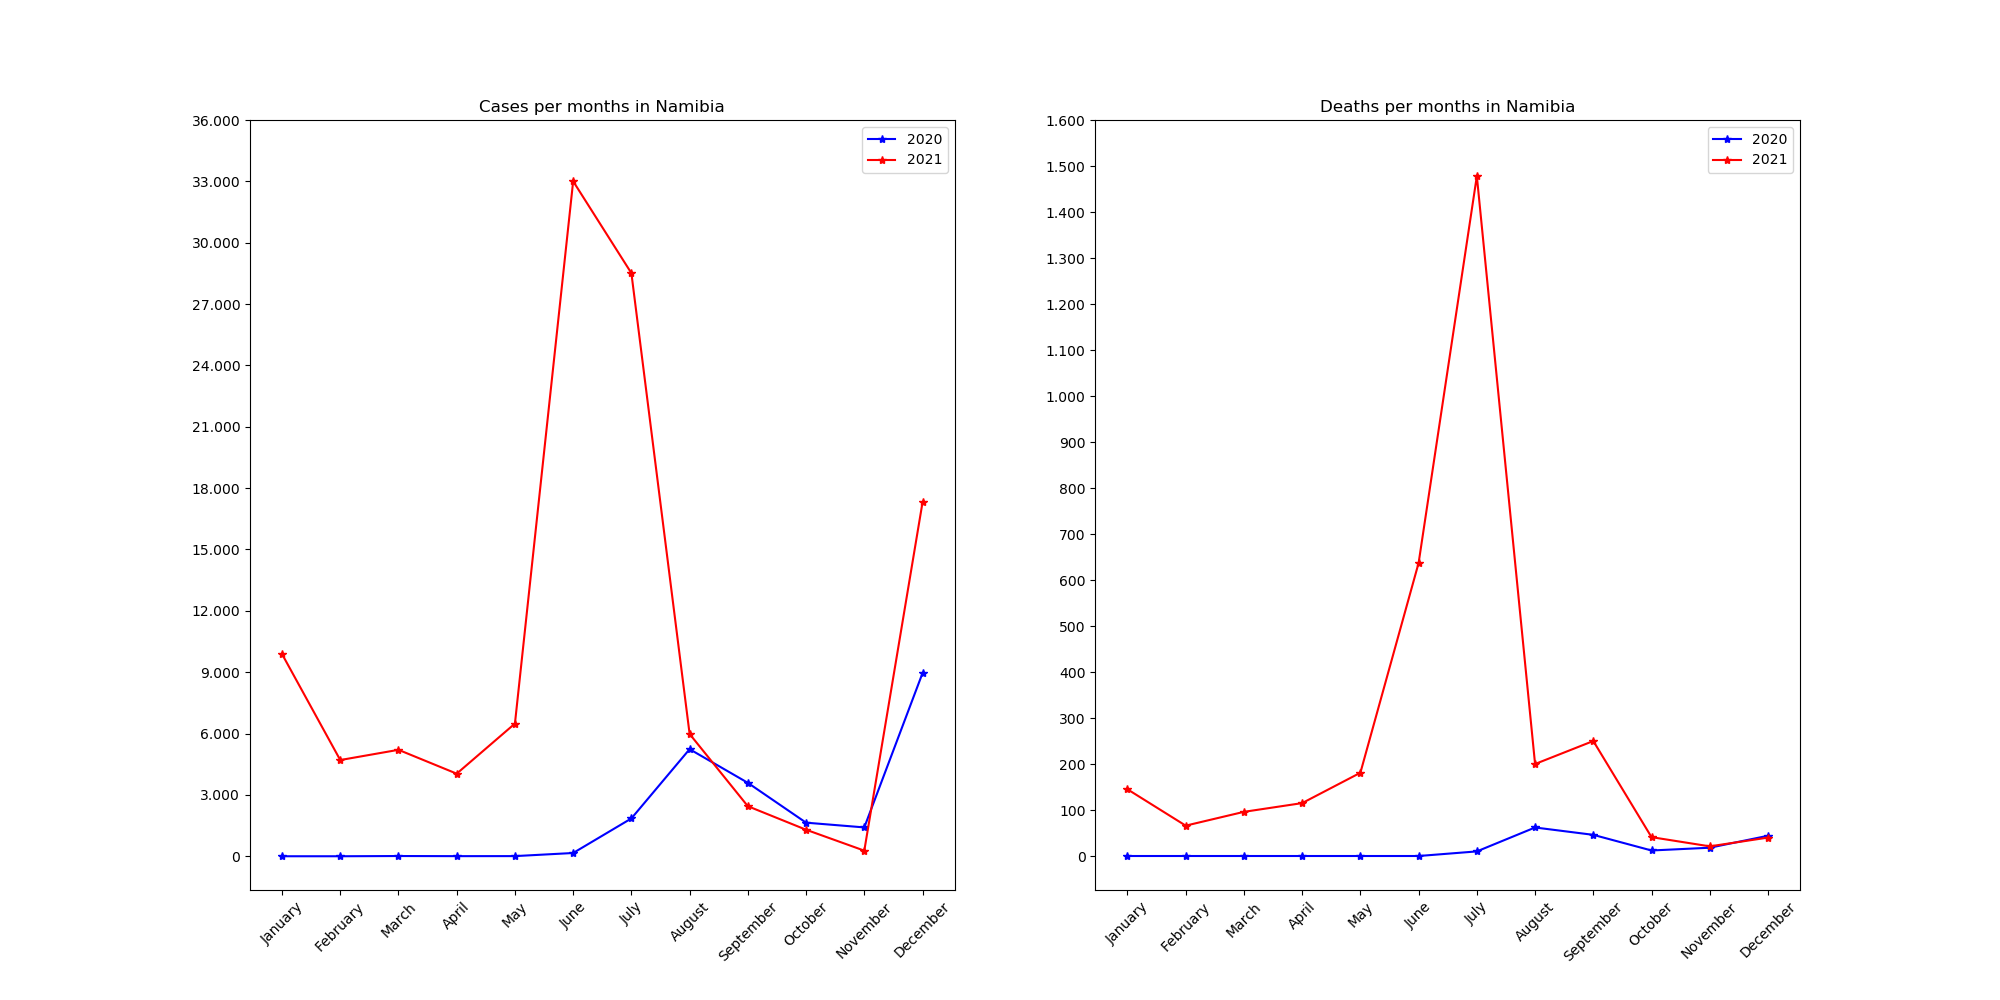 Cases per months in Namibia
36.000
33.000
30.000
27.000
24.000
21.000
18.000
15.000
12.000
9.000
6.000
3.000
0
2020
2021
January
February
March
April
May
June
July
August
September
October
November
December
Deaths per months in Namibia
1.600
1.500
1.400
1.300
1.200
1.100
1.000
900
800
700
600
500
400
300
200
100
0
2020
2021
January
February
March
April
May
June
July
August
September
October
November
December